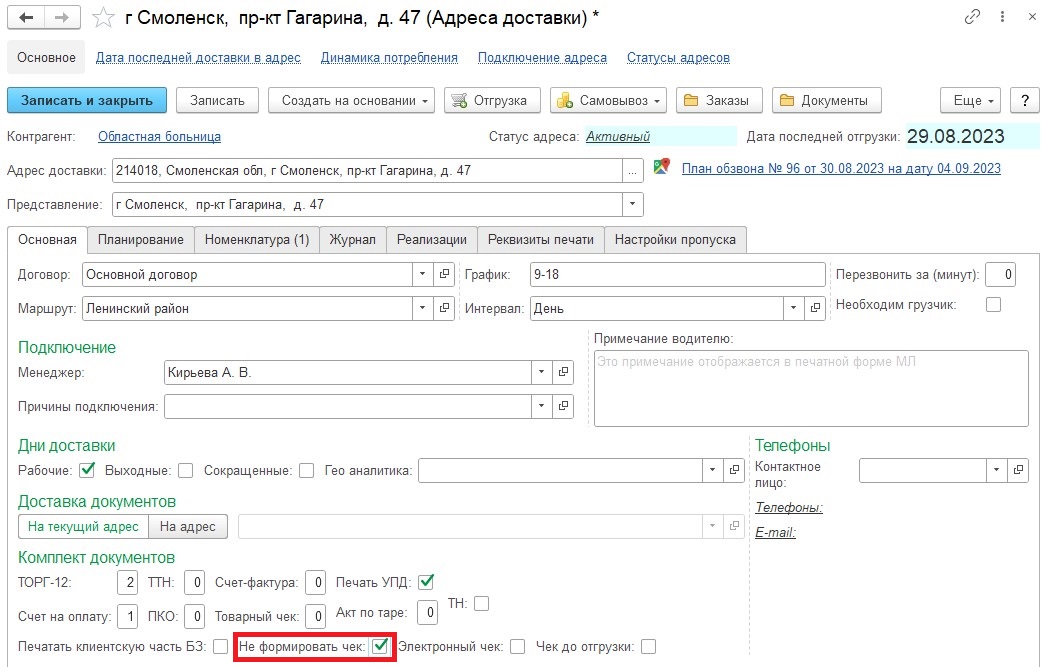 г Смоленск, пр-кт Гагарина, д. 47 (Адреса доставки) *
Основное Дата последней доставки в адрес Динамика потребления Подключение адреса Статусы адресов
Записать и закрыть Записать Создать на основании Отгрузка Самовывоз Заказы Документы Еще ?
Контрагент: Областная больница Статус адреса: Активный Дата последней отгрузки: 29.08.2023
Адрес доставки: 214018, Смоленская обл, г Смоленск, пр-кт Гагарина, д. 47 ... План обзвона № 96 от 30.08.2023 на дату 04.09.2023
Представление: г Смоленск, пр-кт Гагарина, д. 47
Основная Планирование Номенклатура (1) Журнал Реализации Реквизиты печати Настройки пропуска
Договор: Основной договор График: 9-18 Перезвонить за (минут): 0
Маршрут: Ленинский район Интервал: День Необходим грузчик:
Подключение Примечание водителю:
Менеджер: Кирьева А. В. Это примечание отображается в печатной форме МЛ
Причины подключения:
Дни доставки Телефоны
Рабочие: Выходные: Сокращенные: Гео аналитика: Контактное
лицо:
Доставка документов Телефоны:
На текущий адрес На адрес E-mail:
Комплект документов
ТОРГ-12: 2 ТТН: 0 Счет-фактура: 0 Печать УПД:
Счет на оплату: 1 ПКО: 0 Товарный чек: 0 Акт по таре: 0 ТН:
Печатать клиентскую часть БЗ: Не формировать чек: Электронный чек: Чек до отгрузки: